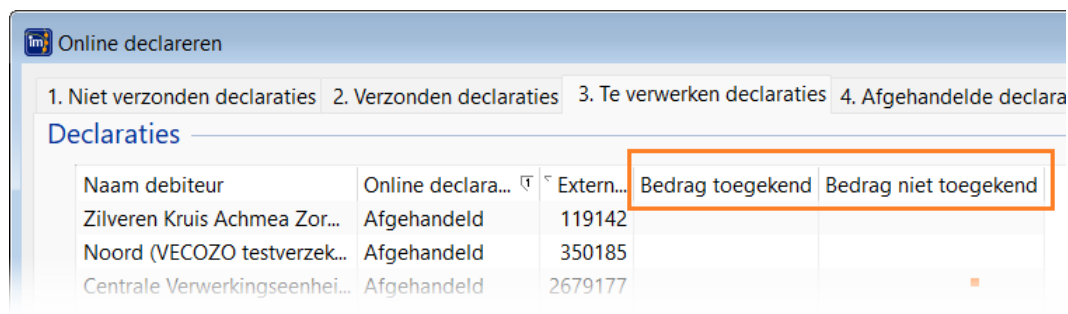 im
Online declareren
1. Niet verzonden declaraties 2. Verzonden declaraties 3. Te verwerken declaraties 4. Afgehandelde declara
Declaraties
Naam debiteur Online declara... 1 Extern... Bedrag toegekend Bedrag niet toegekend
Zilveren Kruis Achmea Zor... Afgehandeld 119142
Noord (VECOZO testverzek... Afgehandeld 350185
Centrale Verwerkingseenhei... Afgehandeld 2679177